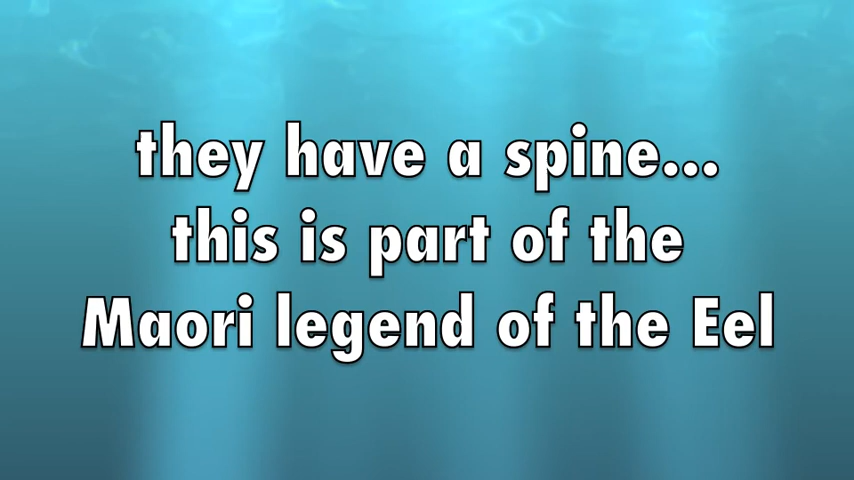 they have a spine...
this is part of the
Maori legend of the Eel